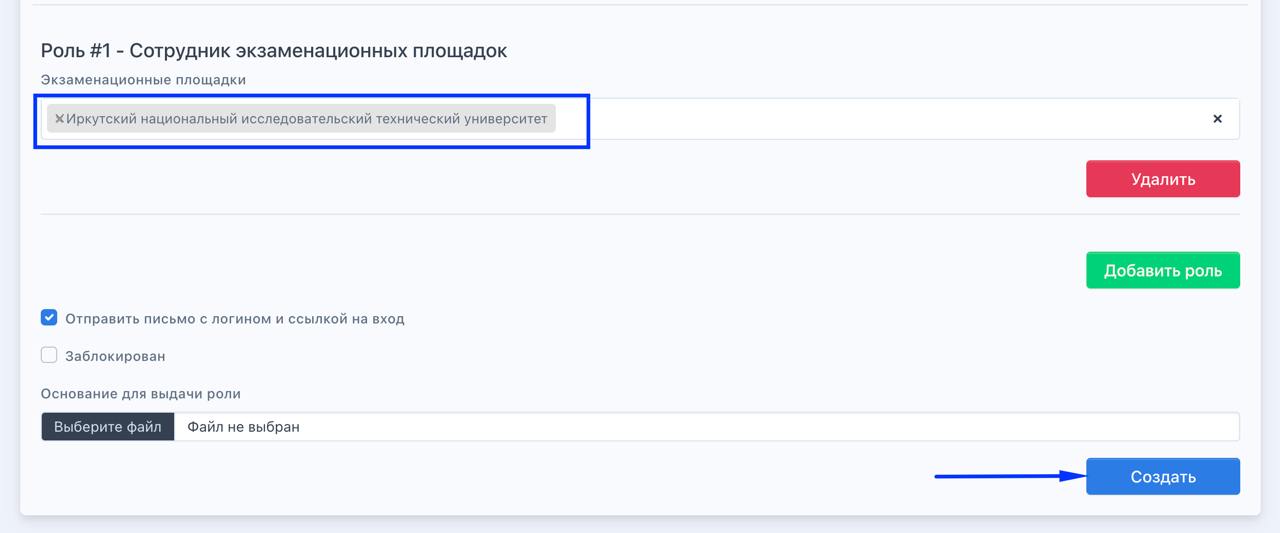 Роль #1 - Сотрудник экзаменационных площадок
Экзаменационные площадки
×Иркутский национальный исследовательский технический университет ×
Удалить
Добавить роль
Отправить письмо с логином и ссылкой на вход
Заблокирован
Основание для выдачи роли
Выберите файл Файл не выбран
Создать